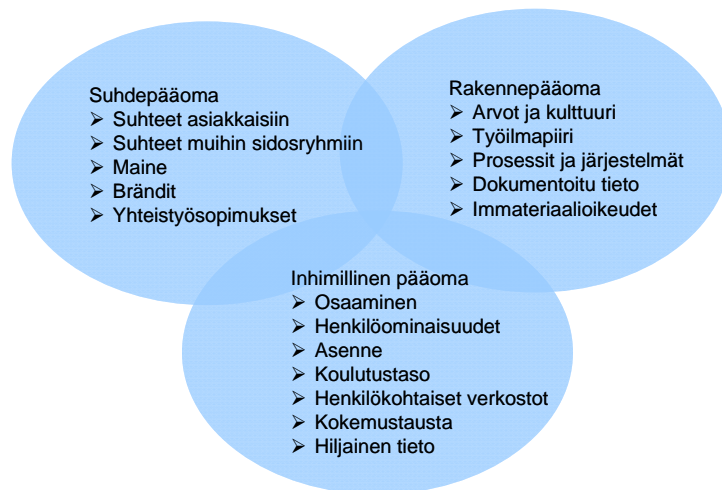 Suhdepääoma
➢ Suhteet asiakkaisiin
➢ Suhteet muihin sidosryhmiin
➢ Maine
➢ Brändit
➢ Yhteistyösopimukset
Rakennepääoma
➢ Arvot ja kulttuuri
➢ Työilmapiiri
➢ Prosessit ja järjestelmät
➢ Dokumentoitu tieto
➢ Immateriaalioikeudet
Inhimillinen pääoma
➢ Osaaminen
➢ Henkilöominaisuudet
➢ Asenne
➢ Koulutustaso
➢ Henkilökohtaiset verkostot
➢ Kokemustausta
➢ Hiljainen tieto